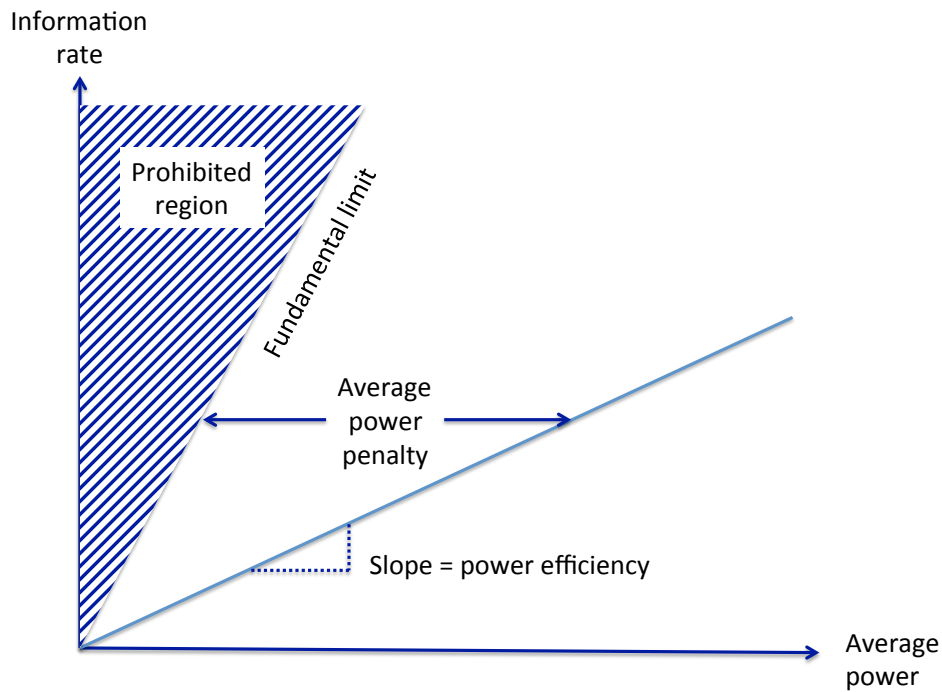 Information
rate
Prohibited
region
Fundamental limit
Average
power
penalty
Slope = power efficiency
Average
power